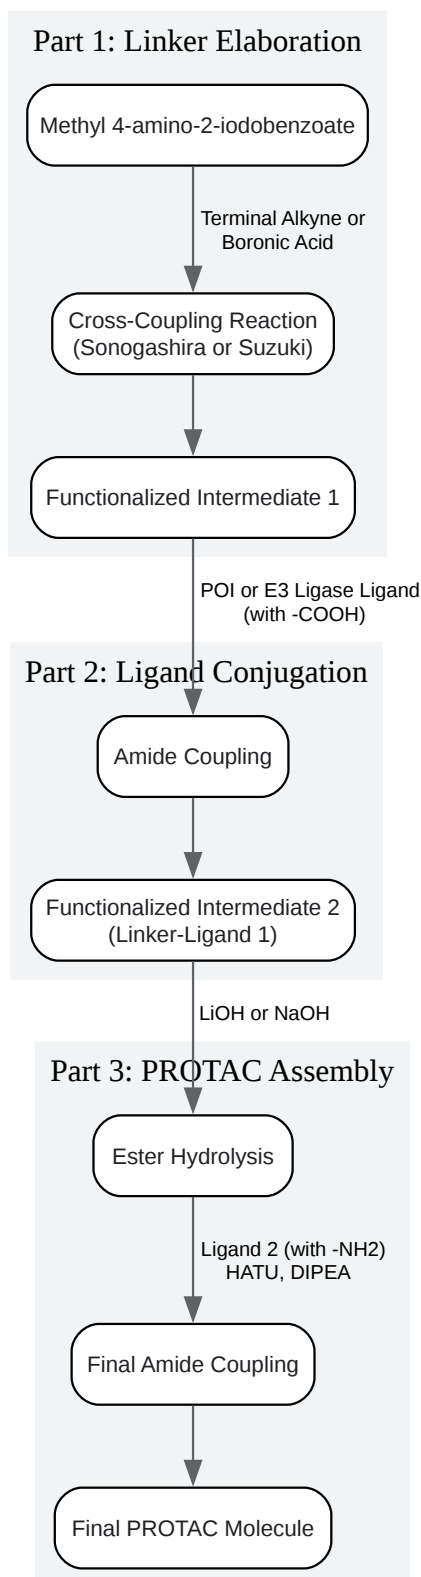 Part 1: Linker Elaboration
Methyl 4-amino-2-iodobenzoate
Terminal Alkyne or
Boronic Acid
Cross-Coupling Reaction
(Sonogashira or Suzuki)
Functionalized Intermediate 1
POI or E3 Ligase Ligand
(with -COOH)
Part 2: Ligand Conjugation
Amide Coupling
Functionalized Intermediate 2
(Linker-Ligand 1)
LiOH or NaOH
Part 3: PROTAC Assembly
Ester Hydrolysis
Ligand 2 (with -NH2)
HATU, DIPEA
Final Amide Coupling
Final PROTAC Molecule